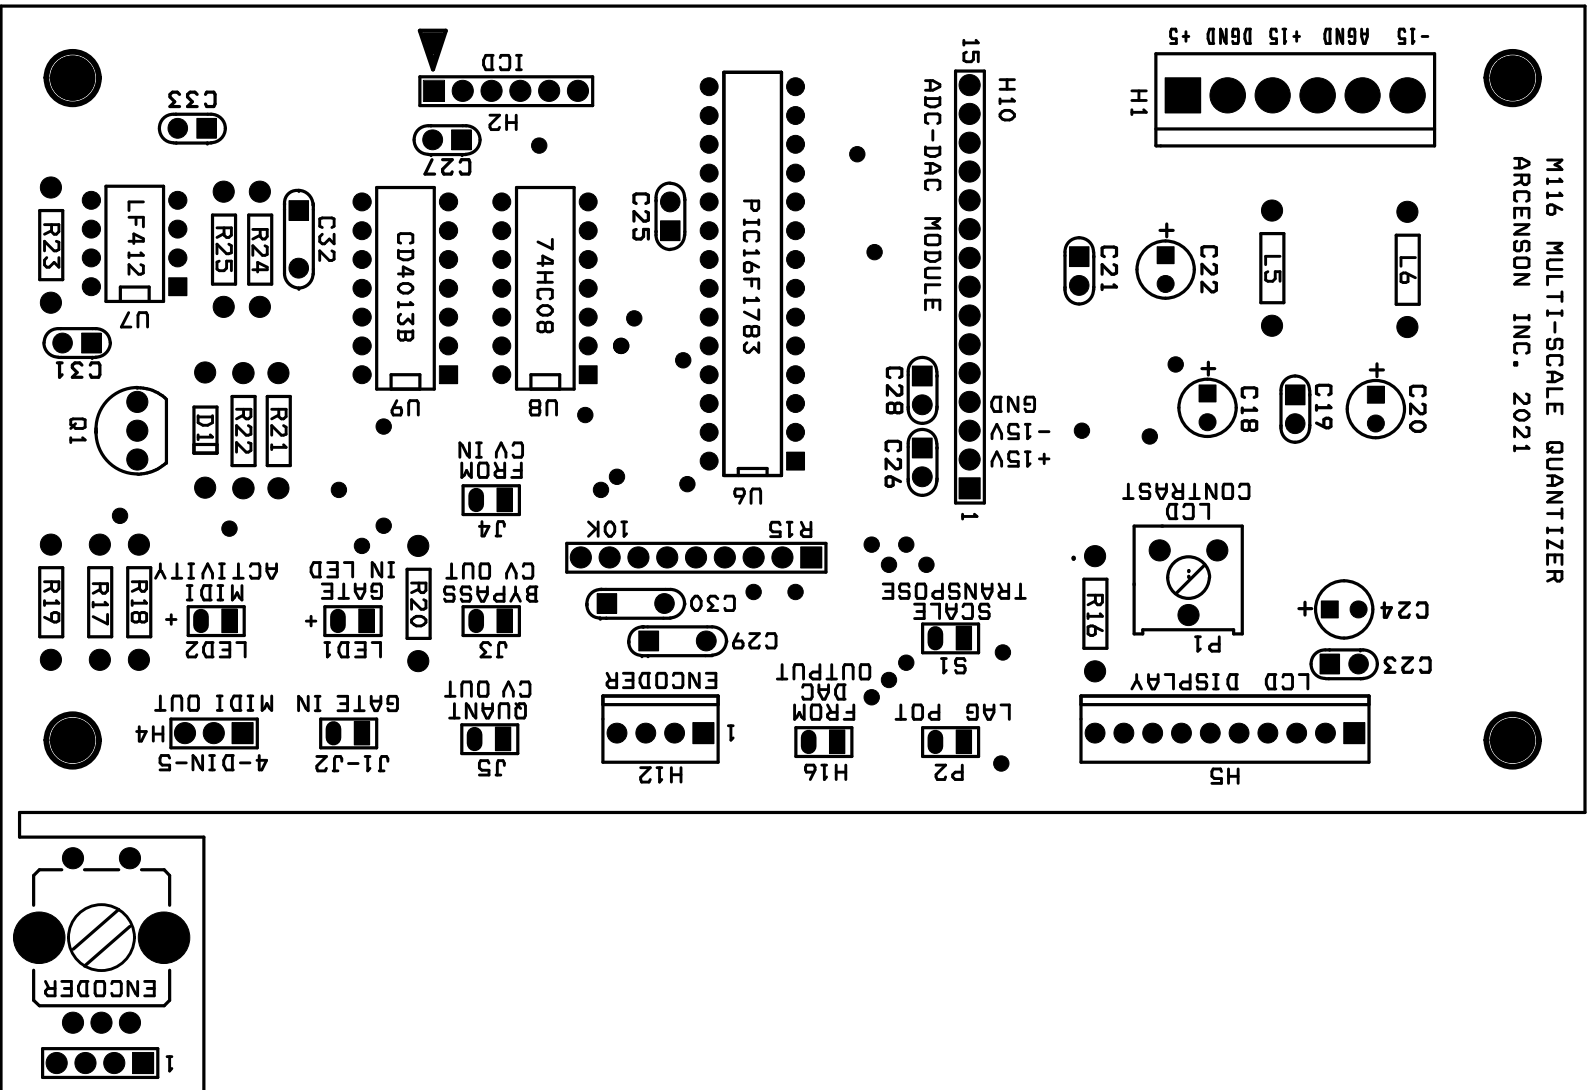 +5 DGND +15 AGND -15
H1
M116 MULTI-SCALE QUANTIZER
ARCENSON INC. 2021
15
H10
ADC-DAC MODULE
GND
-15V
+15V
1
ICD
H2
C33
C27
LF412
U7
R23
R25
R24
C32
C31
CD4013B
U9
74HC08
U8
C25
PIC16F1783
U6
C21
+
C22
L5
L6
C28
C26
+
C18
C19
+
C20
Q1
D1
R22
R21
FROM
CV IN
J4
10K
R15
LCD
CONTRAST
P1
R16
+
C24
C23
R19
R17
R18
MIDI
ACTIVITY
+
LED2
GATE
IN LED
+
LED1
R20
BYPASS
CV OUT
J3
C30
C29
SCALE
TRANSPOSE
S1
MIDI OUT
H4
4-DIN-5
GATE IN
J1-J2
QUANT
CV OUT
J5
ENCODER
1
H12
FROM
DAC
OUTPUT
H16
LAG POT
P2
LCD DISPLAY
H5
ENCODER
1